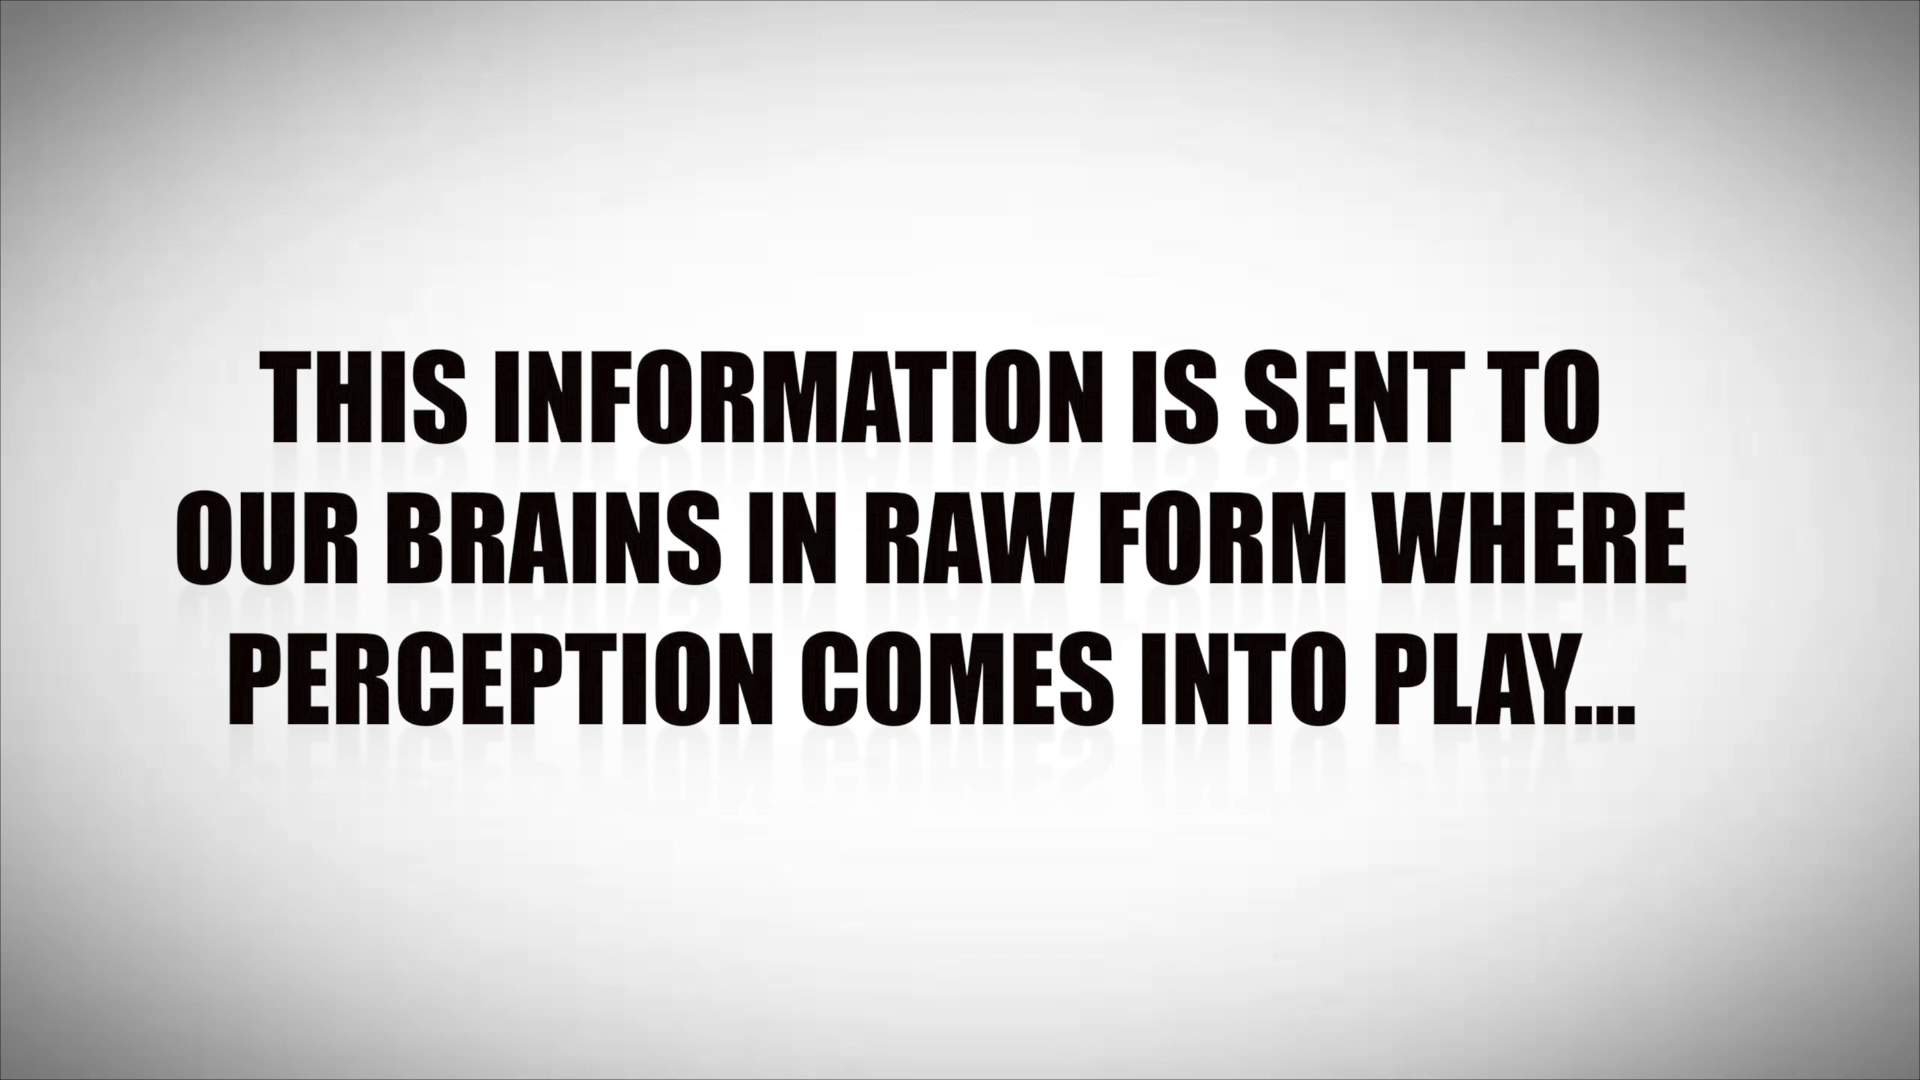 THIS INFORMATION IS SENT TO
OUR BRAINS IN RAW FORM WHERE
PERCEPTION COMES INTO PLAY...